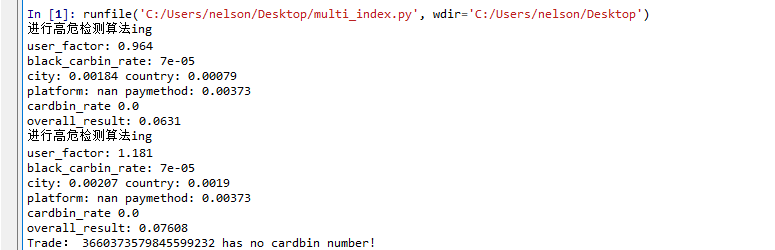 In [1]: runfile('C:/Users/nelson/Desktop/multi_index.py', wdir='C:/Users/nelson/Desktop')
进行高危检测算法ing
user_factor: 0.964
black_carbin_rate: 7e-05
city: 0.00184 country: 0.00079
platform: nan paymethod: 0.00373
cardbin_rate 0.0
overall_result: 0.0631
进行高危检测算法ing
user_factor: 1.181
black_carbin_rate: 7e-05
city: 0.00207 country: 0.0019
platform: nan paymethod: 0.00373
cardbin_rate 0.0
overall_result: 0.07608
Trade:  3660373579845599232 has no cardbin number!